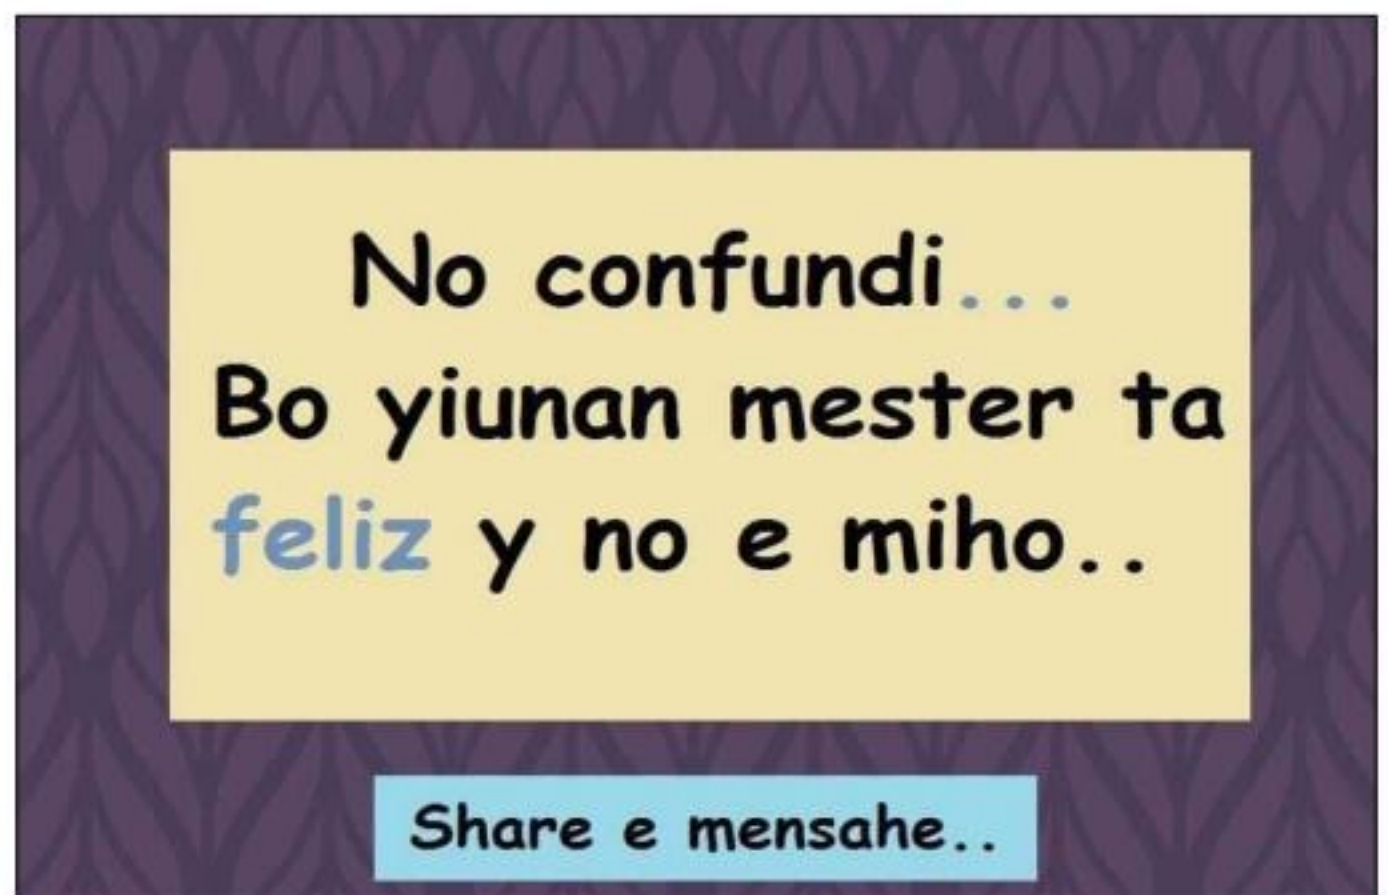 No confundi...
Bo yiunan mester ta
feliz y no e miho..
Share e mensahe..